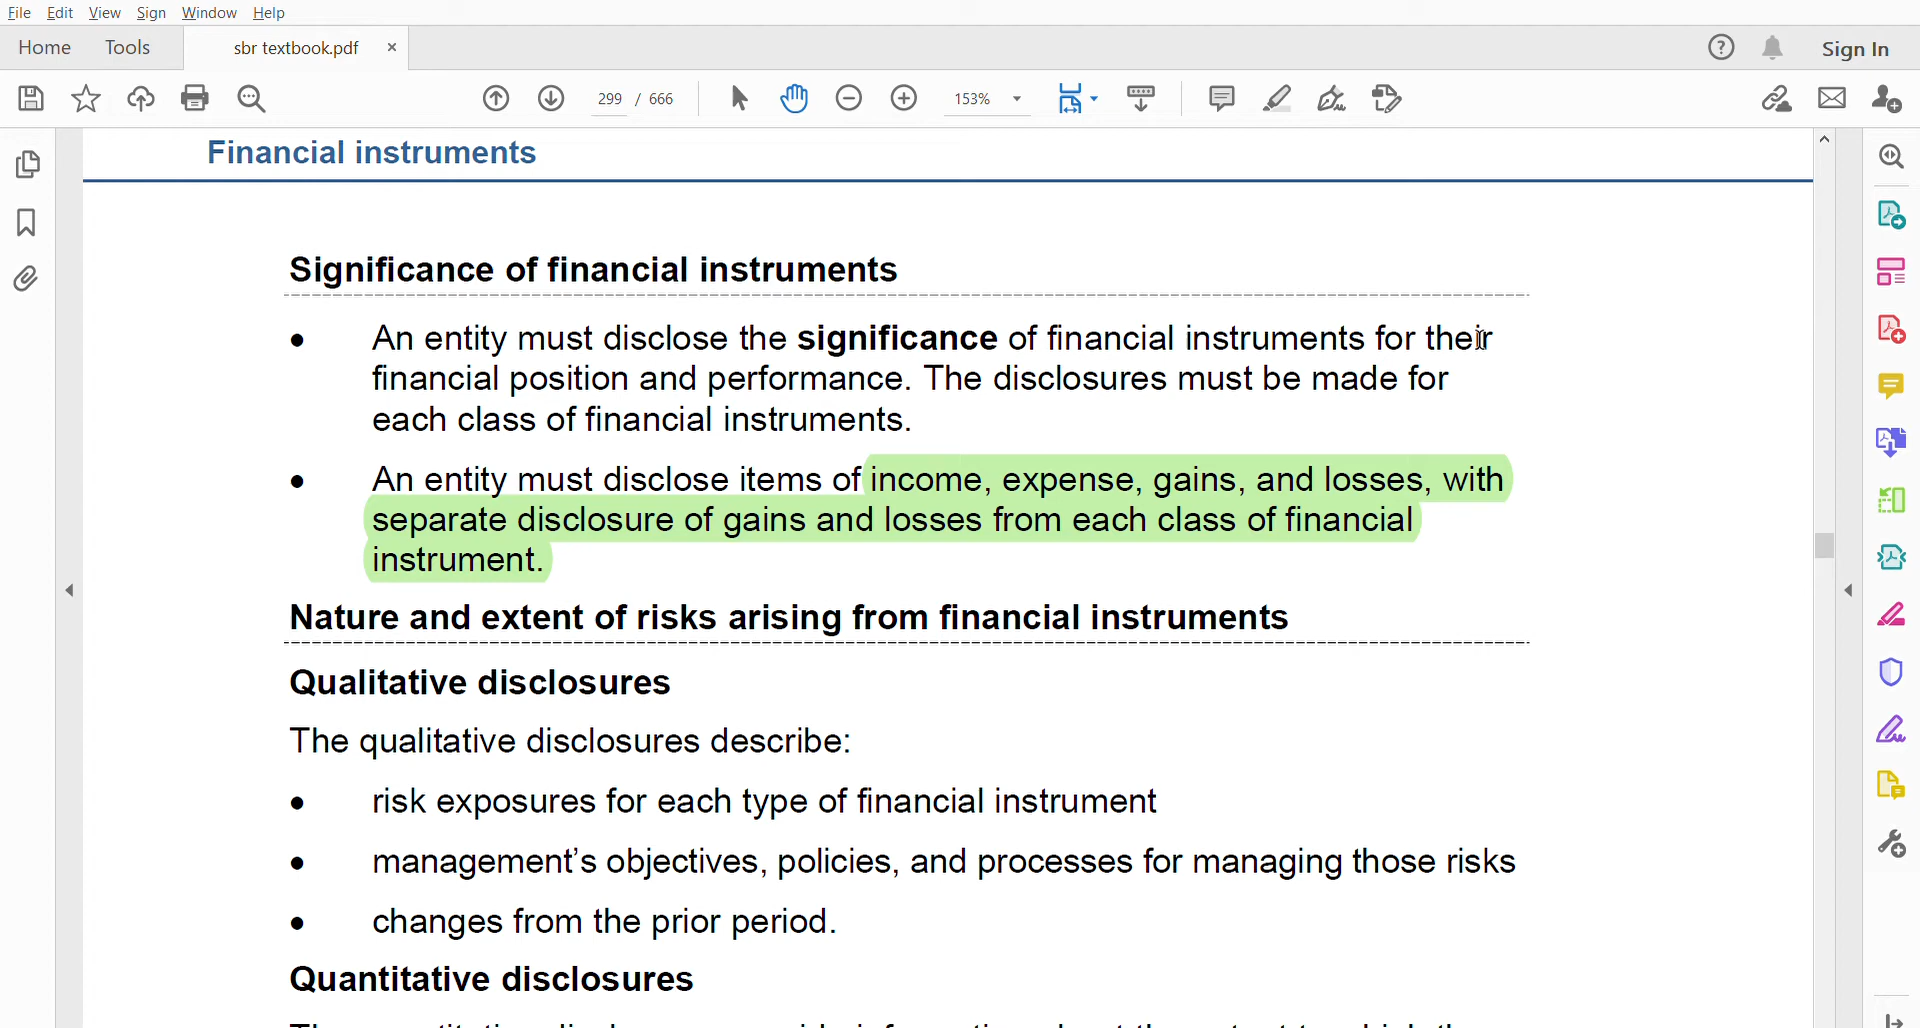 File Edit View Sign Window Help
Home Tools sbr textbook.pdf × Sign In
299 / 666 153%
Financial instruments
Significance of financial instruments
• An entity must disclose the significance of financial instruments for their
financial position and performance. The disclosures must be made for
each class of financial instruments.
• An entity must disclose items of income, expense, gains, and losses, with
separate disclosure of gains and losses from each class of financial
instrument.
Nature and extent of risks arising from financial instruments
Qualitative disclosures
The qualitative disclosures describe:
• risk exposures for each type of financial instrument
• management's objectives, policies, and processes for managing those risks
• changes from the prior period.
Quantitative disclosures